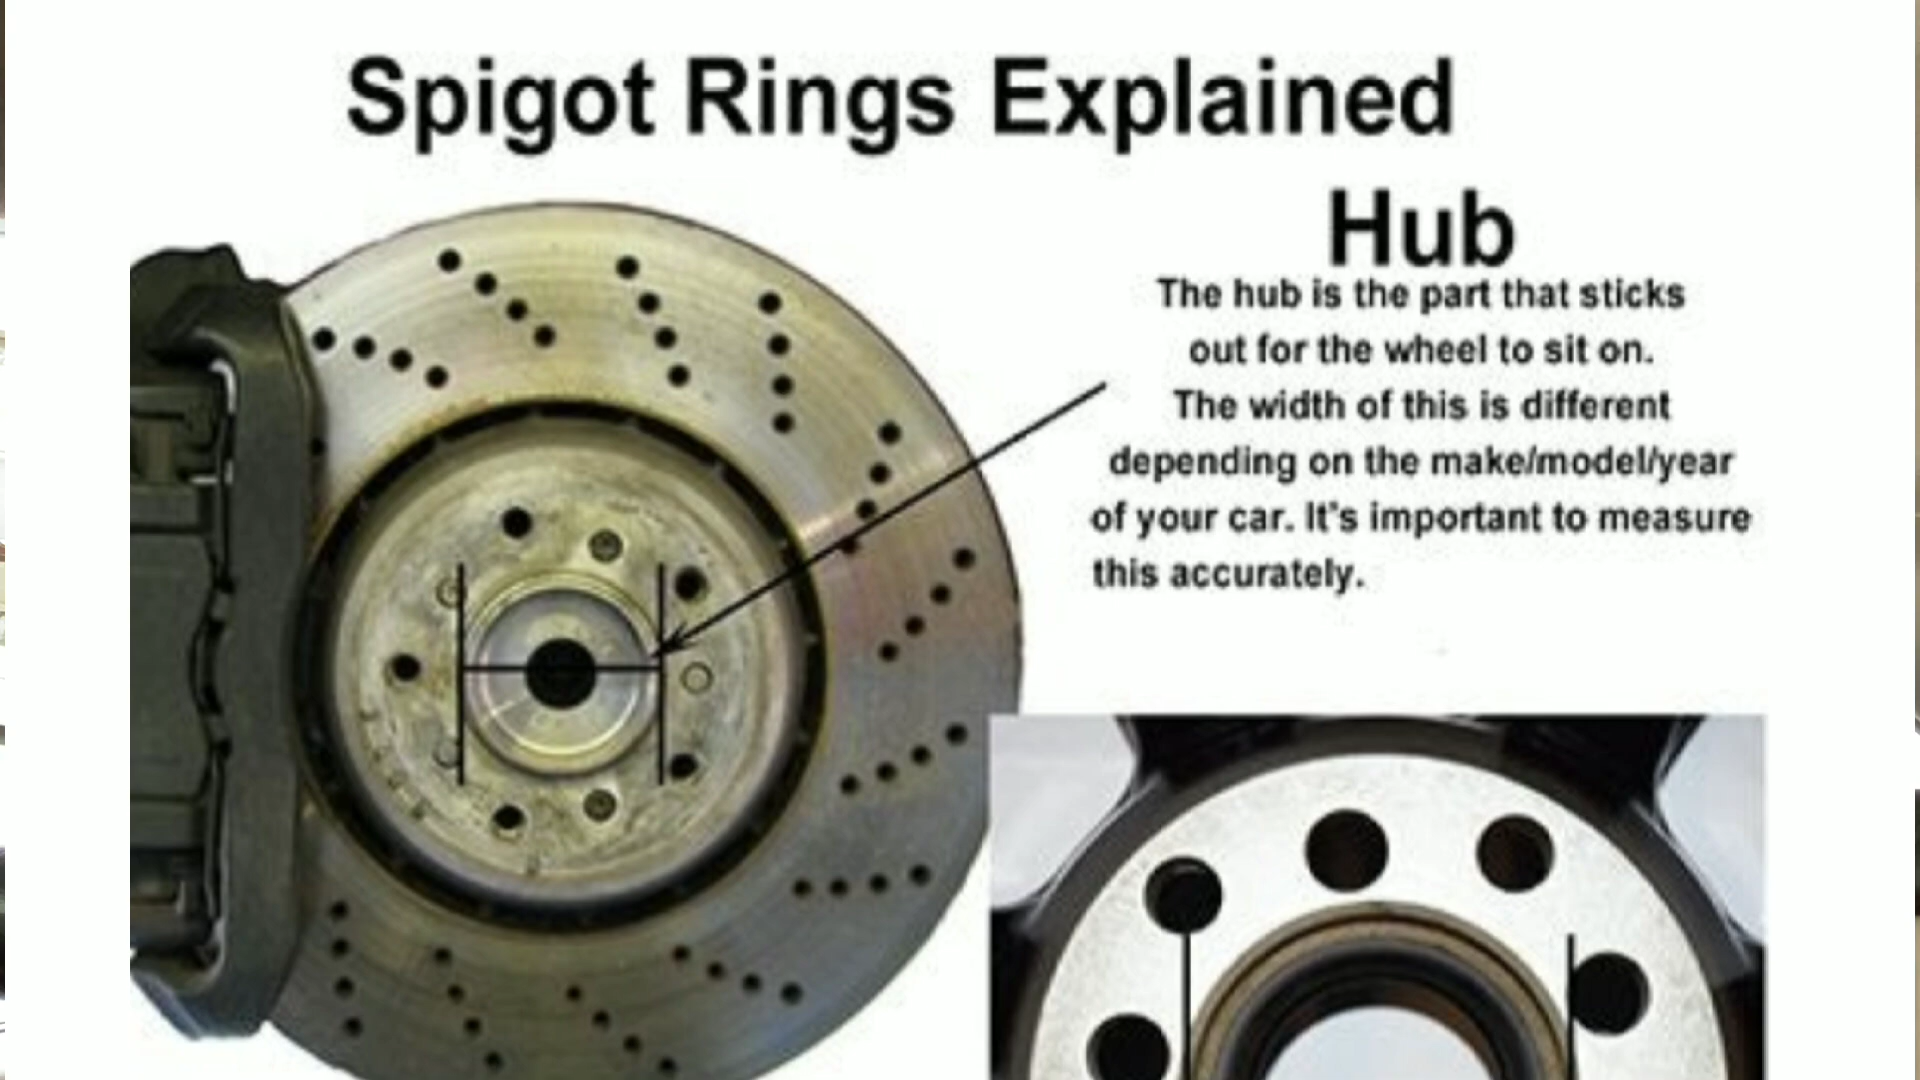 Spigot Rings Explained
Hub
The hub is the part that sticks
out for the wheel to sit on.
The width of this is different
depending on the make/model/year
of your car. It's important to measure
this accurately.